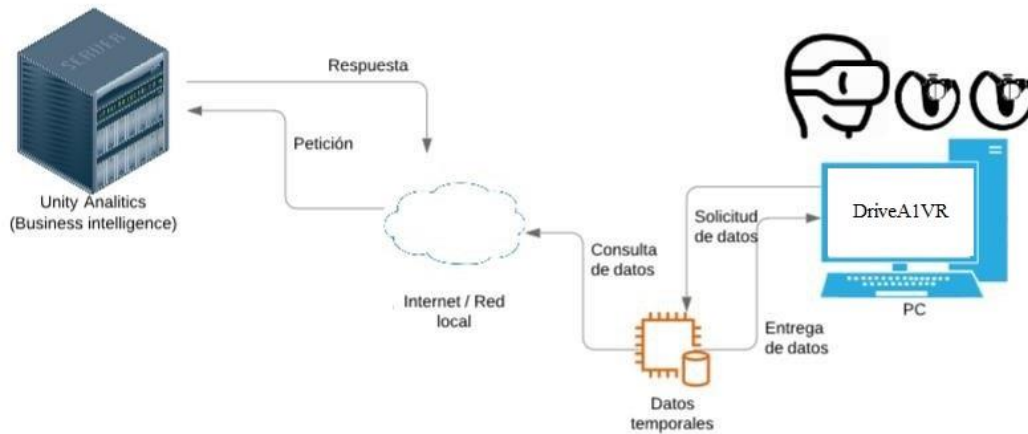 SERDER
Respuesta
Petición
Unity Analitics
(Business intelligence)
DriveA1VR
Solicitud
de datos
Consulta
de datos
Internet / Red
local
PC
Entrega
de datos
Datos
temporales